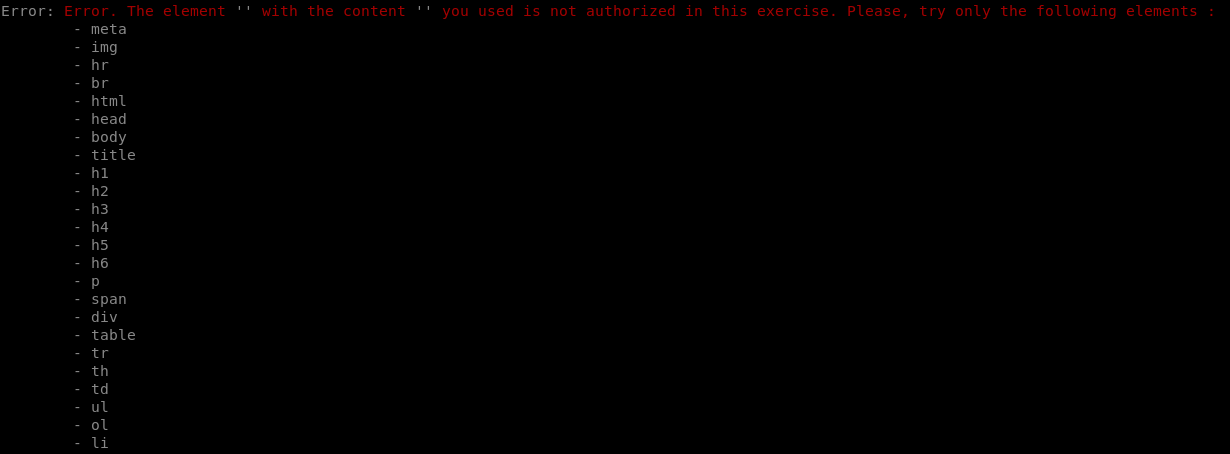 Error: Error. The element '' with the content '' you used is not authorized in this exercise. Please, try only the following elements :
- meta
- img
- hr
- br
- html
- head
- body
- title
- h1
- h2
- h3
- h4
- h5
- h6
- p
- span
- div
- table
- tr
- th
- td
- ul
- ol
- li